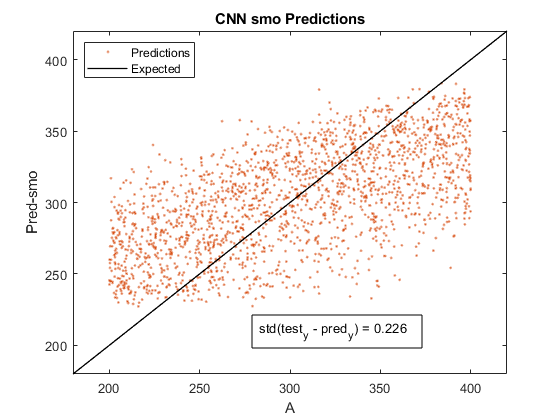 CNN smo Predictions
Predictions
Expected
400
350
300
250
200
Pred-smo
std(test_y - pred_y) = 0.226
200 250 300 350 400
A